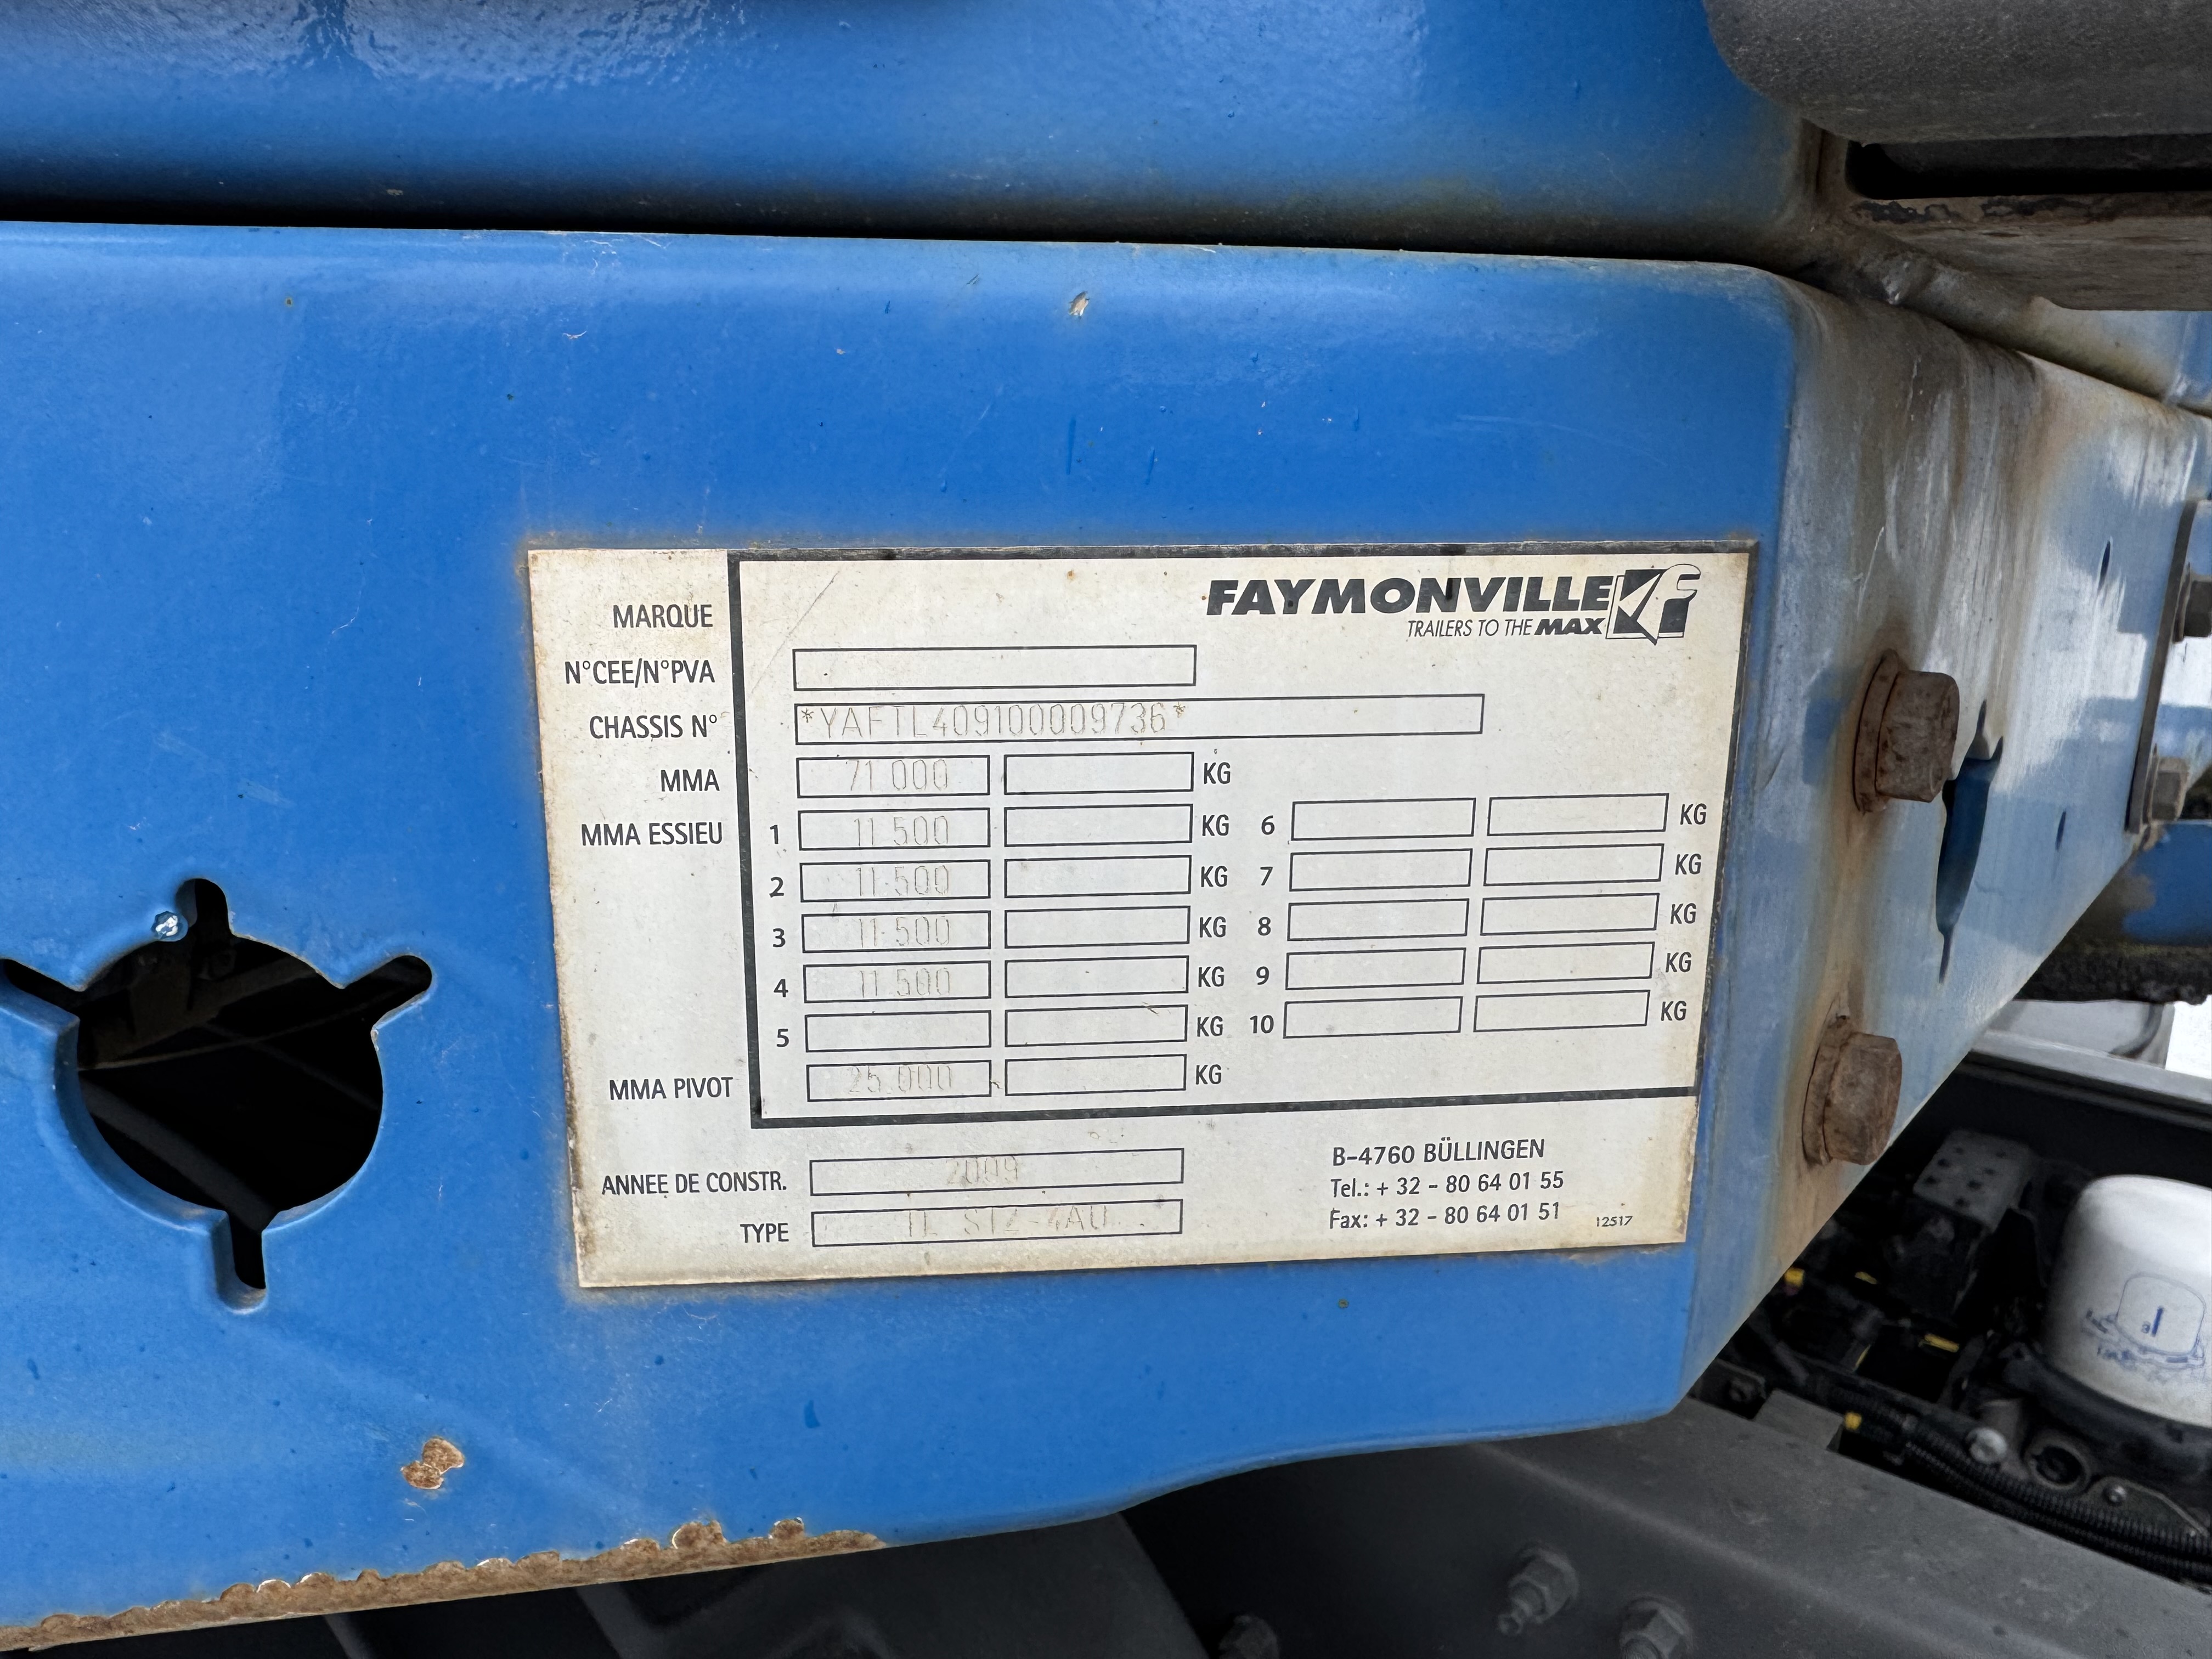 MARQUE
FAYMONVILLE
TRAILERS TO THE MAX
N°CEE/N°PVA
CHASSIS N° *YAFTL409100009736*
MMA 71 000 KG
MMA ESSIEU 1 11 500 KG 6 KG
2 11 500 KG 7 KG
3 11 500 KG 8 KG
4 11 500 KG 9 KG
5 KG 10 KG
MMA PIVOT 25 000 KG
ANNEE DE CONSTR. 2009
TYPE
B-4760 BÜLLINGEN
Tel.: + 32 - 80 64 01 55
Fax: + 32 - 80 64 01 51
12517